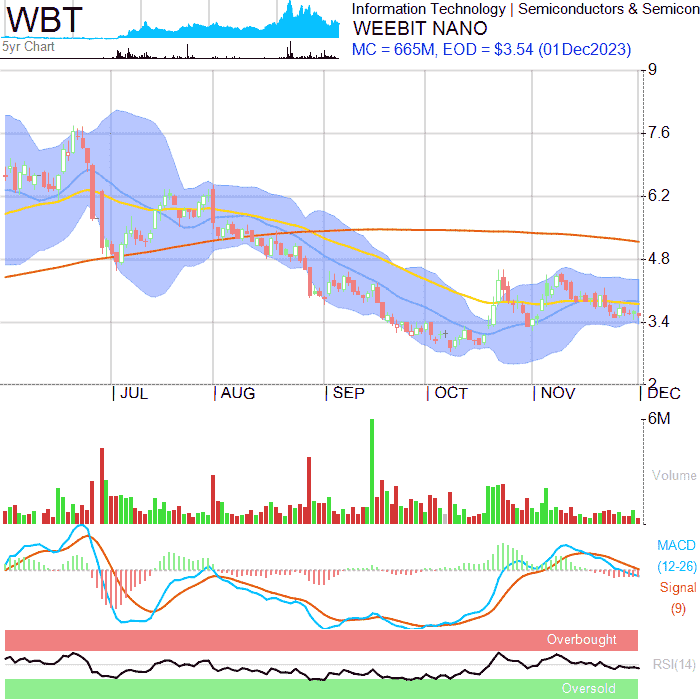 WBT
5yr Chart
Information Technology | Semiconductors & Semicon
WEEBIT NANO
MC = 665M, EOD = $3.54 (01Dec2023)
9
7.6
6.2
4.8
3.4
2
JUL AUG SEP OCT NOV DEC
6M
Volume
MACD
(12-26)
Signal
(9)
Overbought
RSI(14)
Oversold